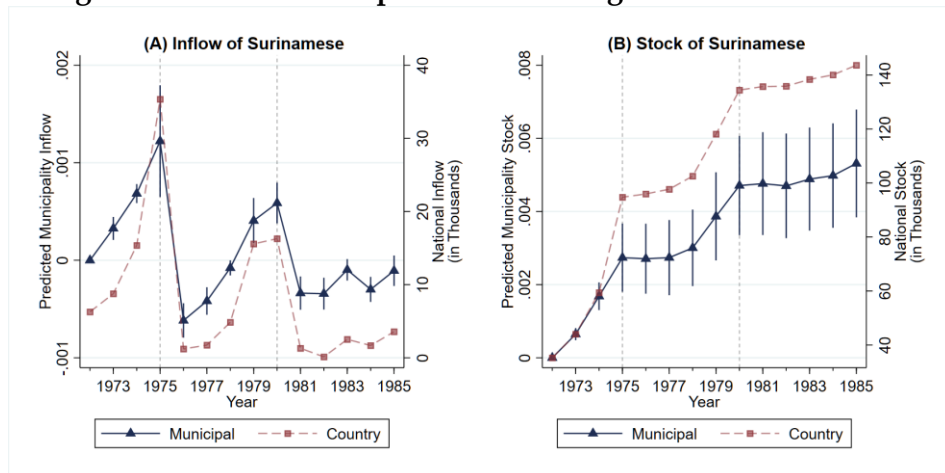 (A) Inflow of Surinamese
Predicted Municipality Inflow
.002
.001
0
-.001
40
30
20
10
0
National Inflow
(in Thousands)
1973 1975 1977 1979 1981 1983 1985
Year
Municipal Country
(B) Stock of Surinamese
Predicted Municipality Stock
.008
.006
.004
.002
0
140
120
100
80
60
40
National Stock
(in Thousands)
1973 1975 1977 1979 1981 1983 1985
Year
Municipal Country